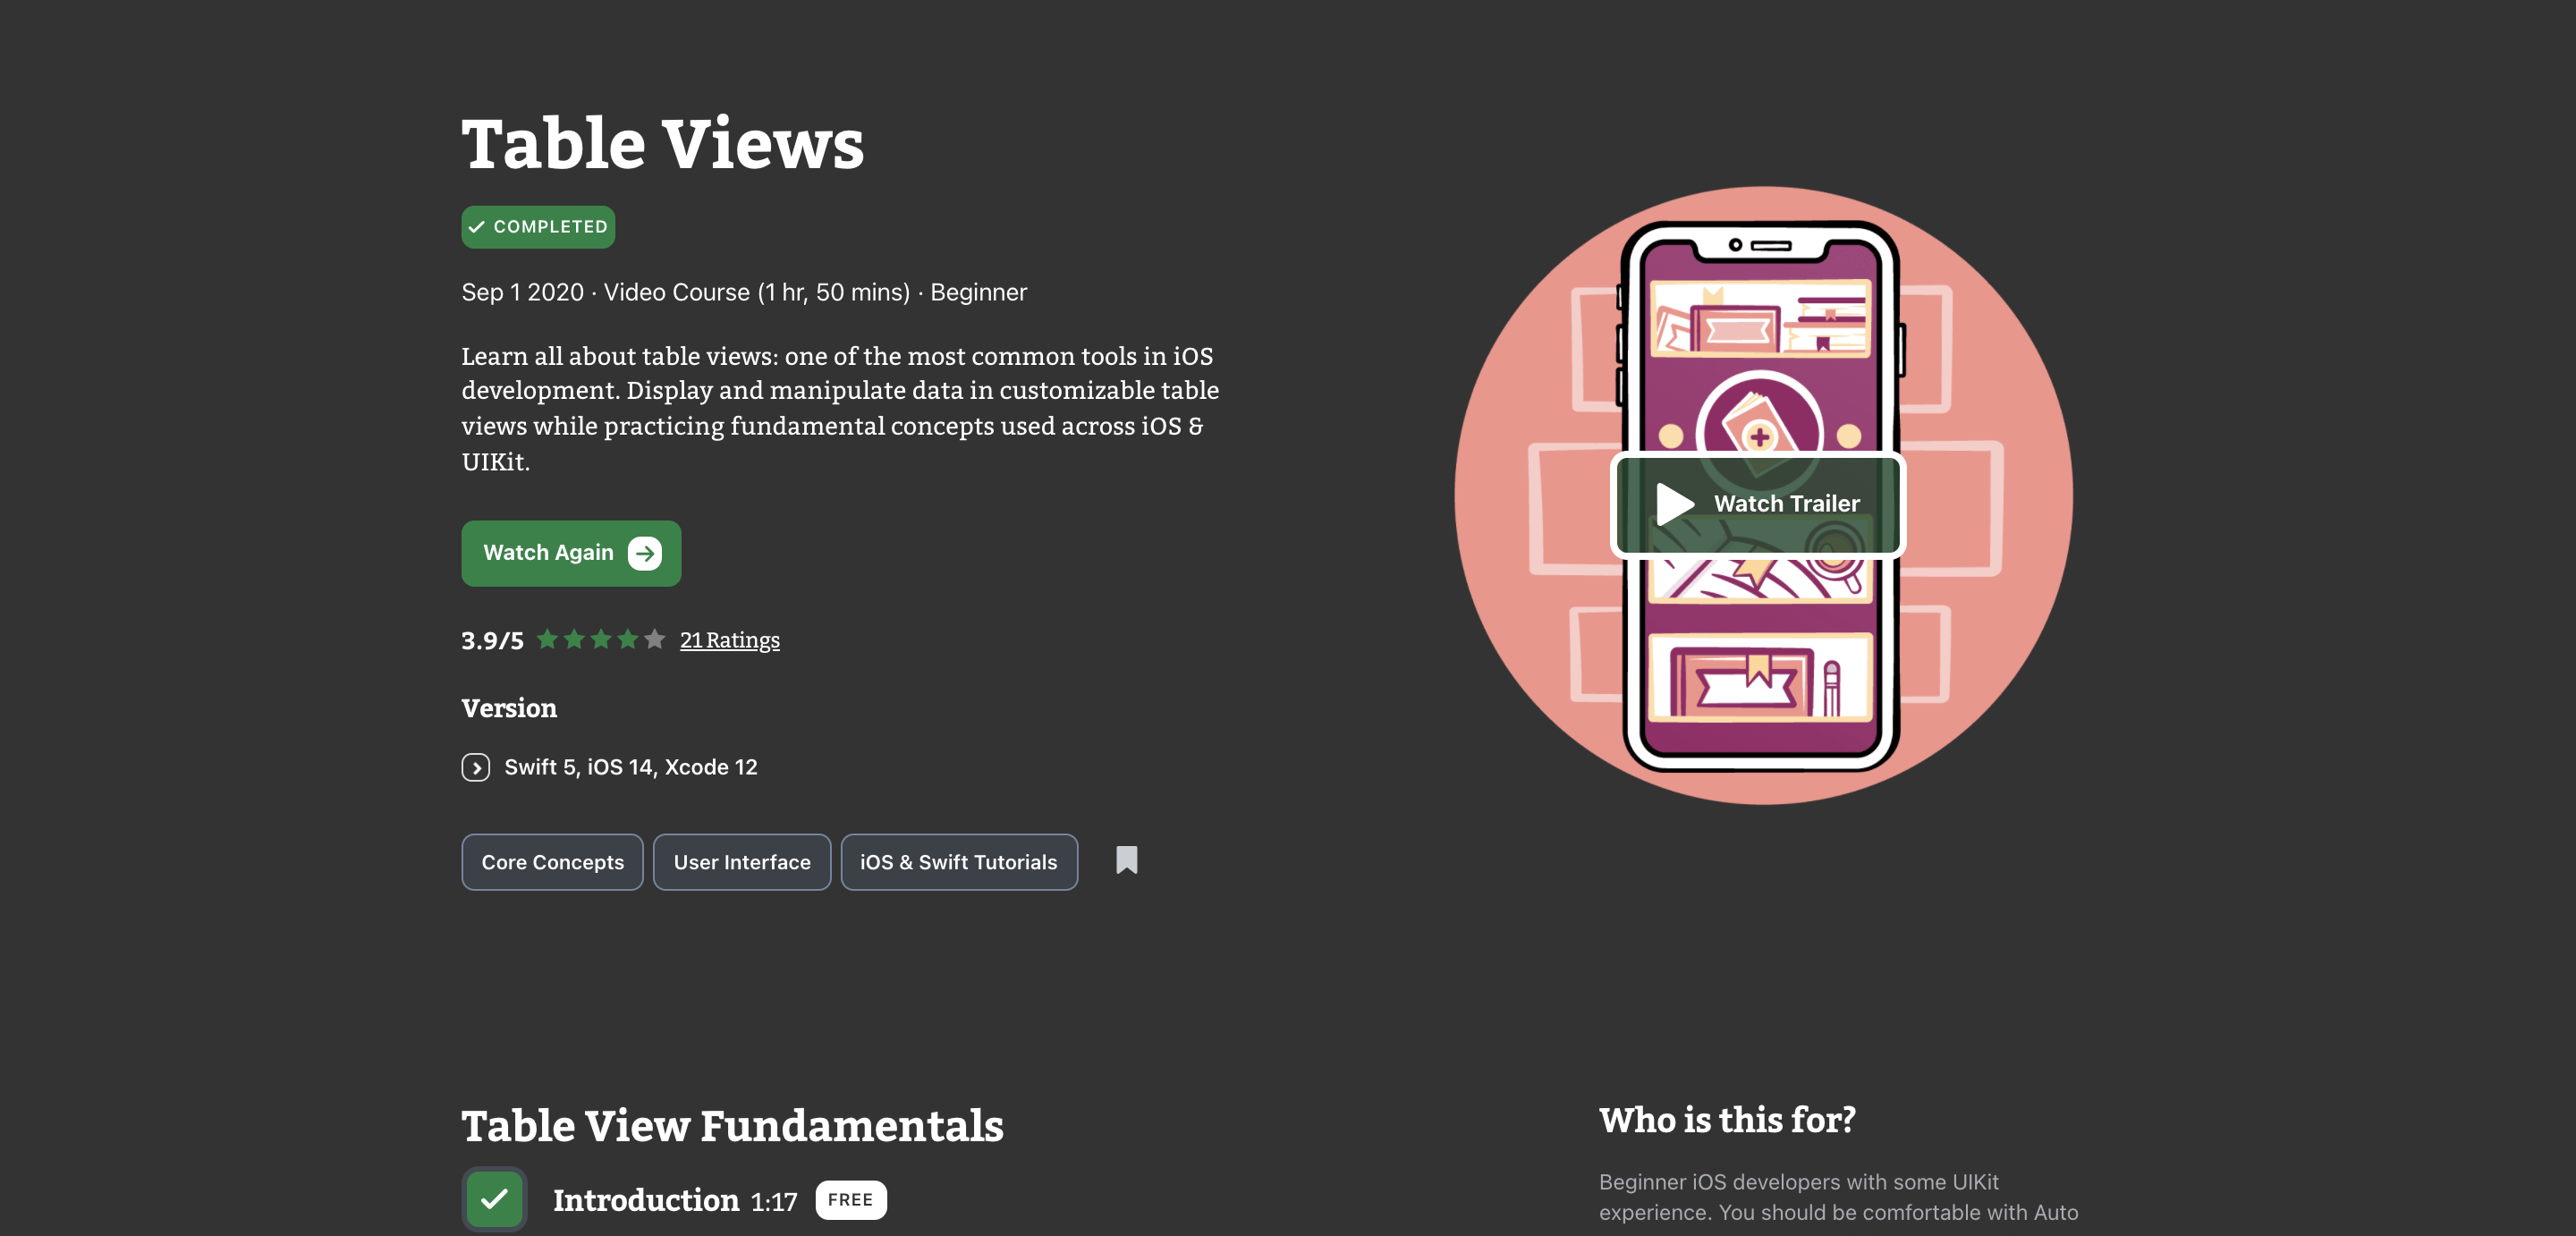 Table Views
COMPLETED
Sep 1 2020 · Video Course (1 hr, 50 mins) · Beginner
Learn all about table views: one of the most common tools in iOS
development. Display and manipulate data in customizable table
views while practicing fundamental concepts used across iOS &
UIKit.
Watch Again
3.9/5 21 Ratings
Version
Swift 5, iOS 14, Xcode 12
Core Concepts
User Interface
iOS & Swift Tutorials
Watch Trailer
Table View Fundamentals
Introduction 1:17 FREE
Who is this for?
Beginner iOS developers with some UIKit
experience. You should be comfortable with Auto